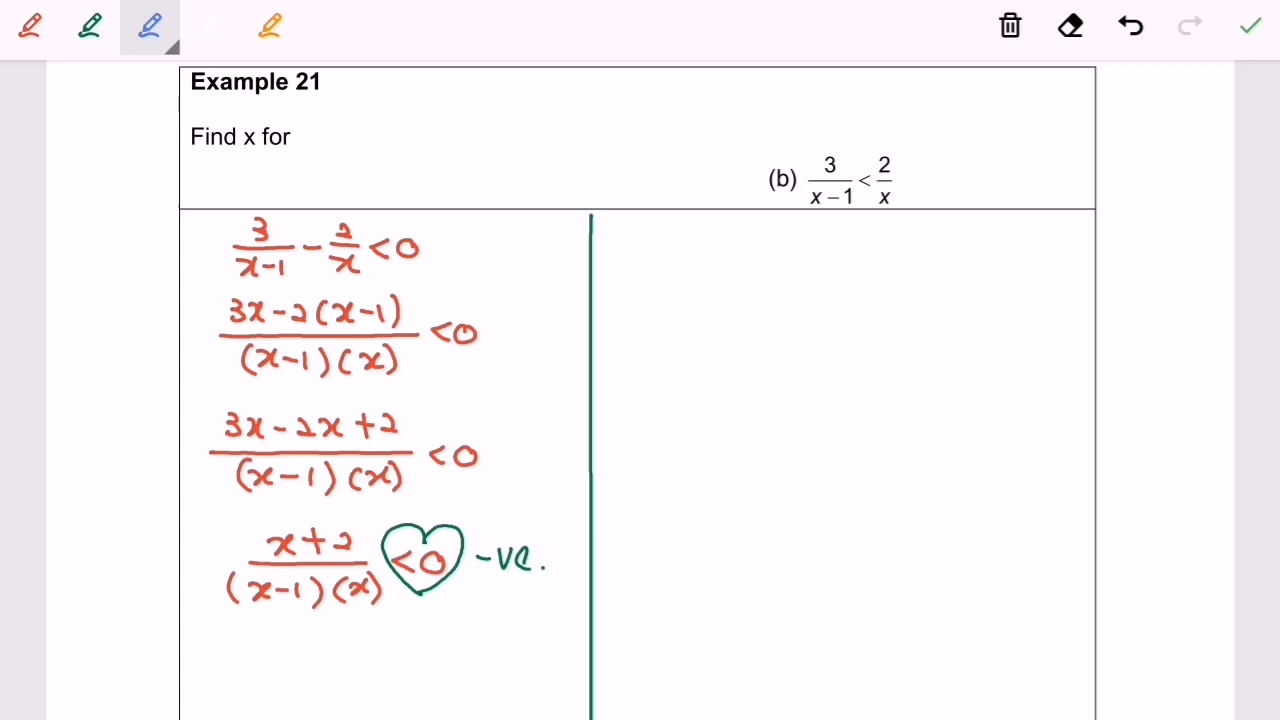 Example 21
Find x for
(b) 3/(x – 1) < 2/x
3/(x-1) - 2/x < 0
(3x - 2(x-1))/((x-1)(x)) < 0
(3x - 2x + 2)/((x-1)(x)) < 0
(x+2)/((x-1)(x)) < 0 -ve.